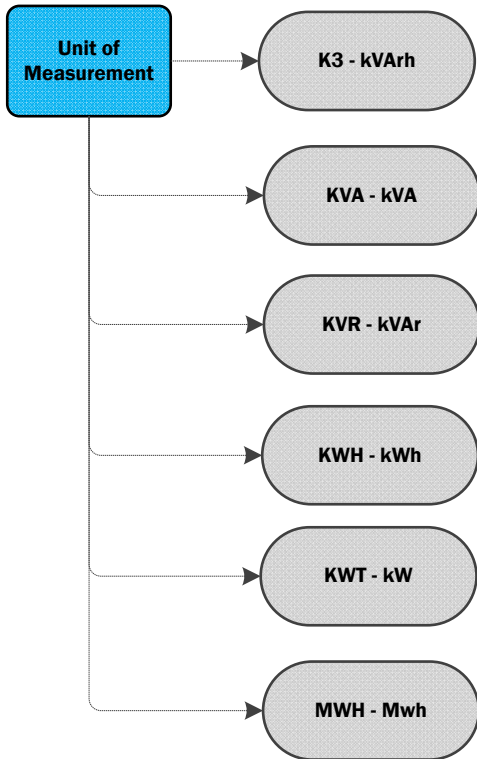 Unit of
Measurement
K3 - kVArh
KVA - kVA
KVR - kVAr
KWH - kWh
KWT - kW
MWH - Mwh